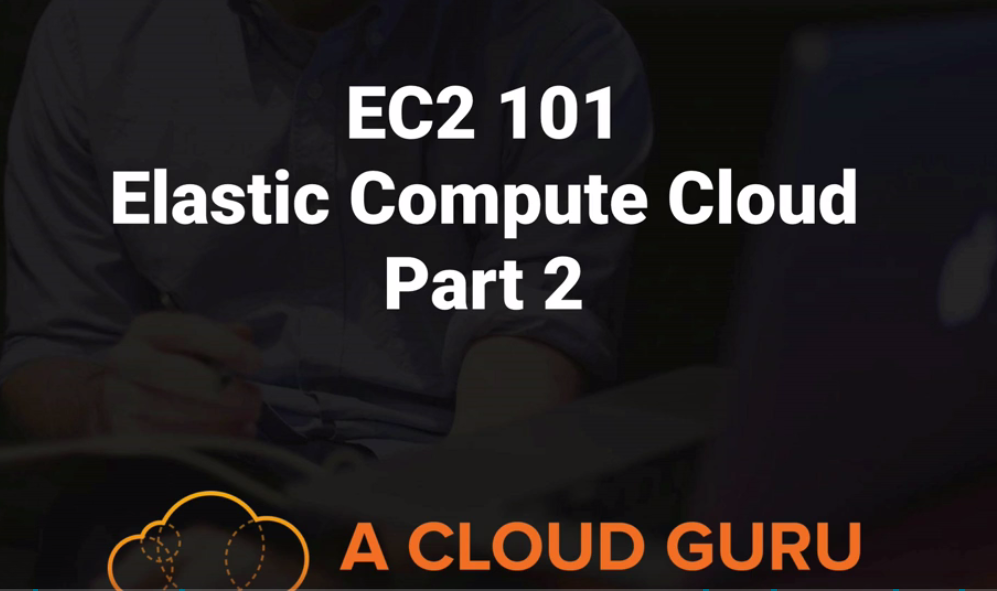 EC2 101
Elastic Compute Cloud
Part 2
A CLOUD GURU